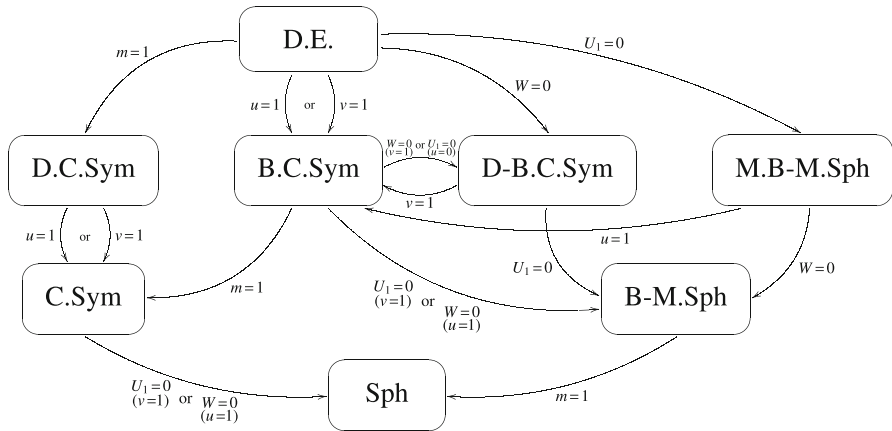 D.E.
m=1
U₁=0
W=0
u=1 or v=1
D.C.Sym
B.C.Sym
W=0 or U₁=0
(v=1) (u=0)
v=1
D-B.C.Sym
M.B-M.Sph
u=1 or v=1
u=1
U₁=0
W=0
C.Sym
m=1
U₁=0
(v=1) or W=0
(u=1)
B-M.Sph
U₁=0
(v=1) or W=0
(u=1)
Sph
m=1